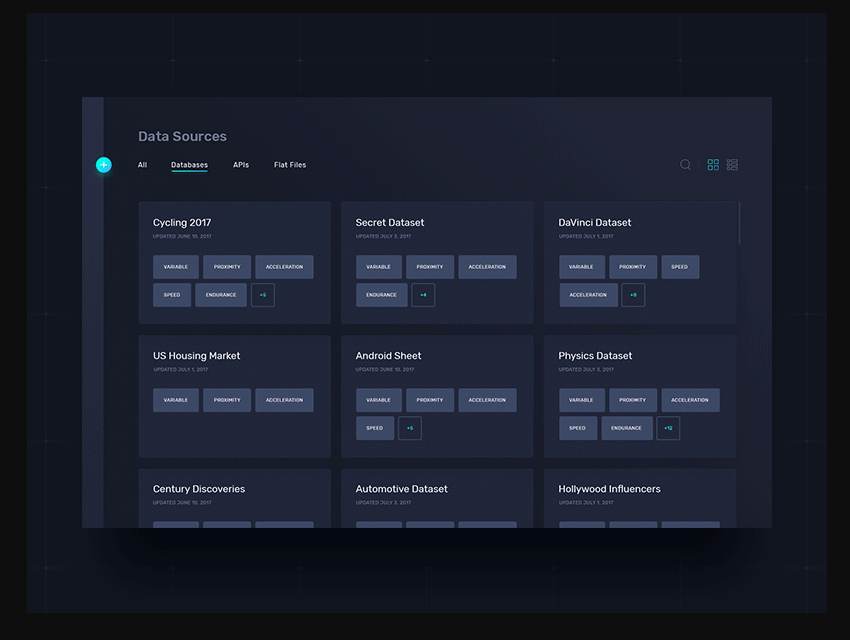 Data Sources
All Databases APIs Flat Files
Cycling 2017
UPDATED JUNE 10, 2017
VARIABLE PROXIMITY ACCELERATION
SPEED ENDURANCE +5
Secret Dataset
UPDATED JULY 3, 2017
VARIABLE PROXIMITY ACCELERATION
ENDURANCE +4
DaVinci Dataset
UPDATED JULY 1, 2017
VARIABLE PROXIMITY SPEED
ACCELERATION +8
US Housing Market
UPDATED JULY 1, 2017
VARIABLE PROXIMITY ACCELERATION
Android Sheet
UPDATED JUNE 10, 2017
VARIABLE PROXIMITY ACCELERATION
SPEED +5
Physics Dataset
UPDATED JULY 3, 2017
VARIABLE PROXIMITY ACCELERATION
SPEED ENDURANCE +12
Century Discoveries
UPDATED JUNE 10, 2017
Automotive Dataset
UPDATED JULY 3, 2017
Hollywood Influencers
UPDATED JULY 1, 2017